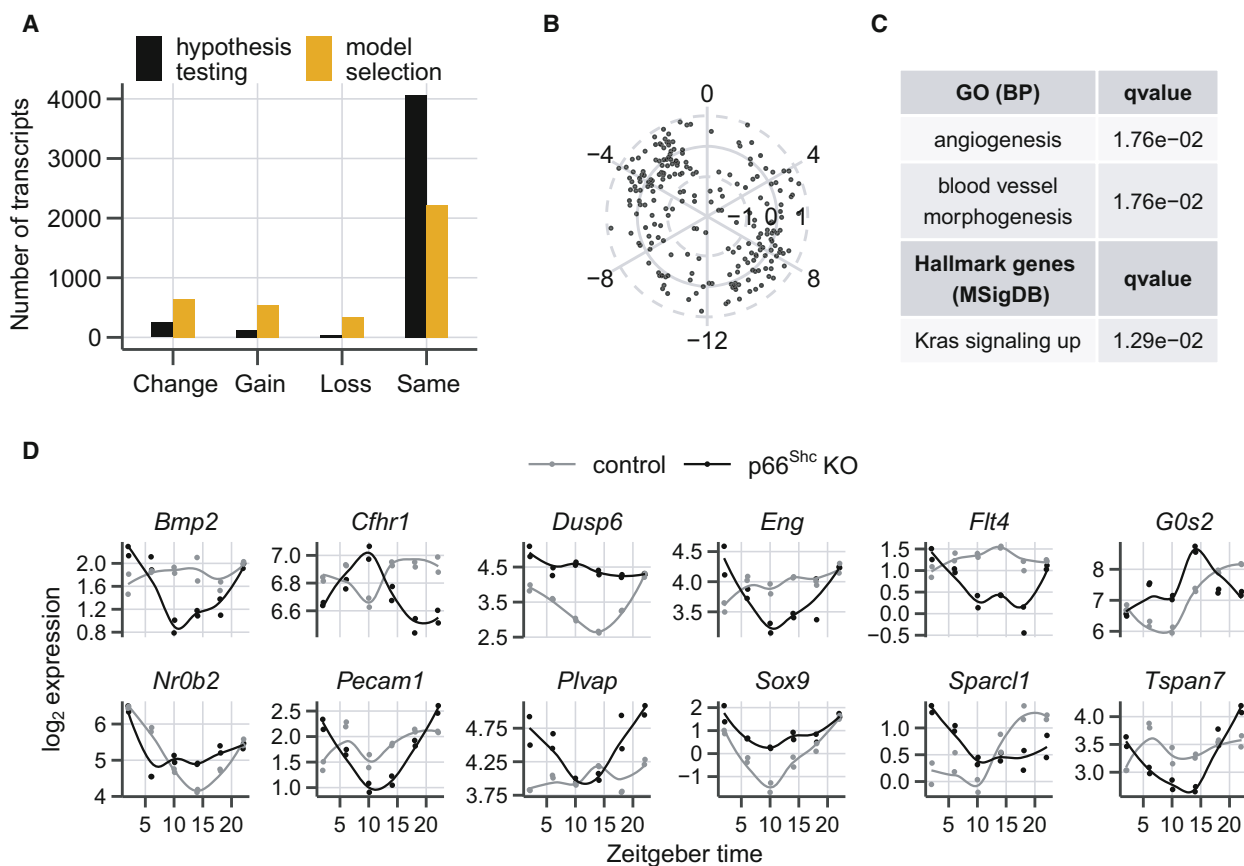 A
hypothesis testing
model selection
Number of transcripts
4000
3000
2000
1000
0
Change Gain Loss Same
B
0
−4 4
−1 0 1
−8 8
−12
C
GO (BP) qvalue
angiogenesis 1.76e−02
blood vessel morphogenesis 1.76e−02
Hallmark genes (MSigDB) qvalue
Kras signaling up 1.29e−02
D
control p66Shc KO
log2 expression
Bmp2
2.0
1.6
1.2
0.8
Cfhr1
7.0
6.8
6.6
Dusp6
4.5
3.5
2.5
Eng
4.5
4.0
3.5
Flt4
1.5
1.0
0.5
0.0
−0.5
G0s2
8
7
6
Nr0b2
6
5
4
Pecam1
2.5
2.0
1.5
1.0
Plvap
4.75
4.25
3.75
Sox9
2
1
0
−1
Sparcl1
1.0
0.5
0.0
Tspan7
4.0
3.5
3.0
5 10 15 20
5 10 15 20
5 10 15 20
5 10 15 20
5 10 15 20
5 10 15 20
Zeitgeber time